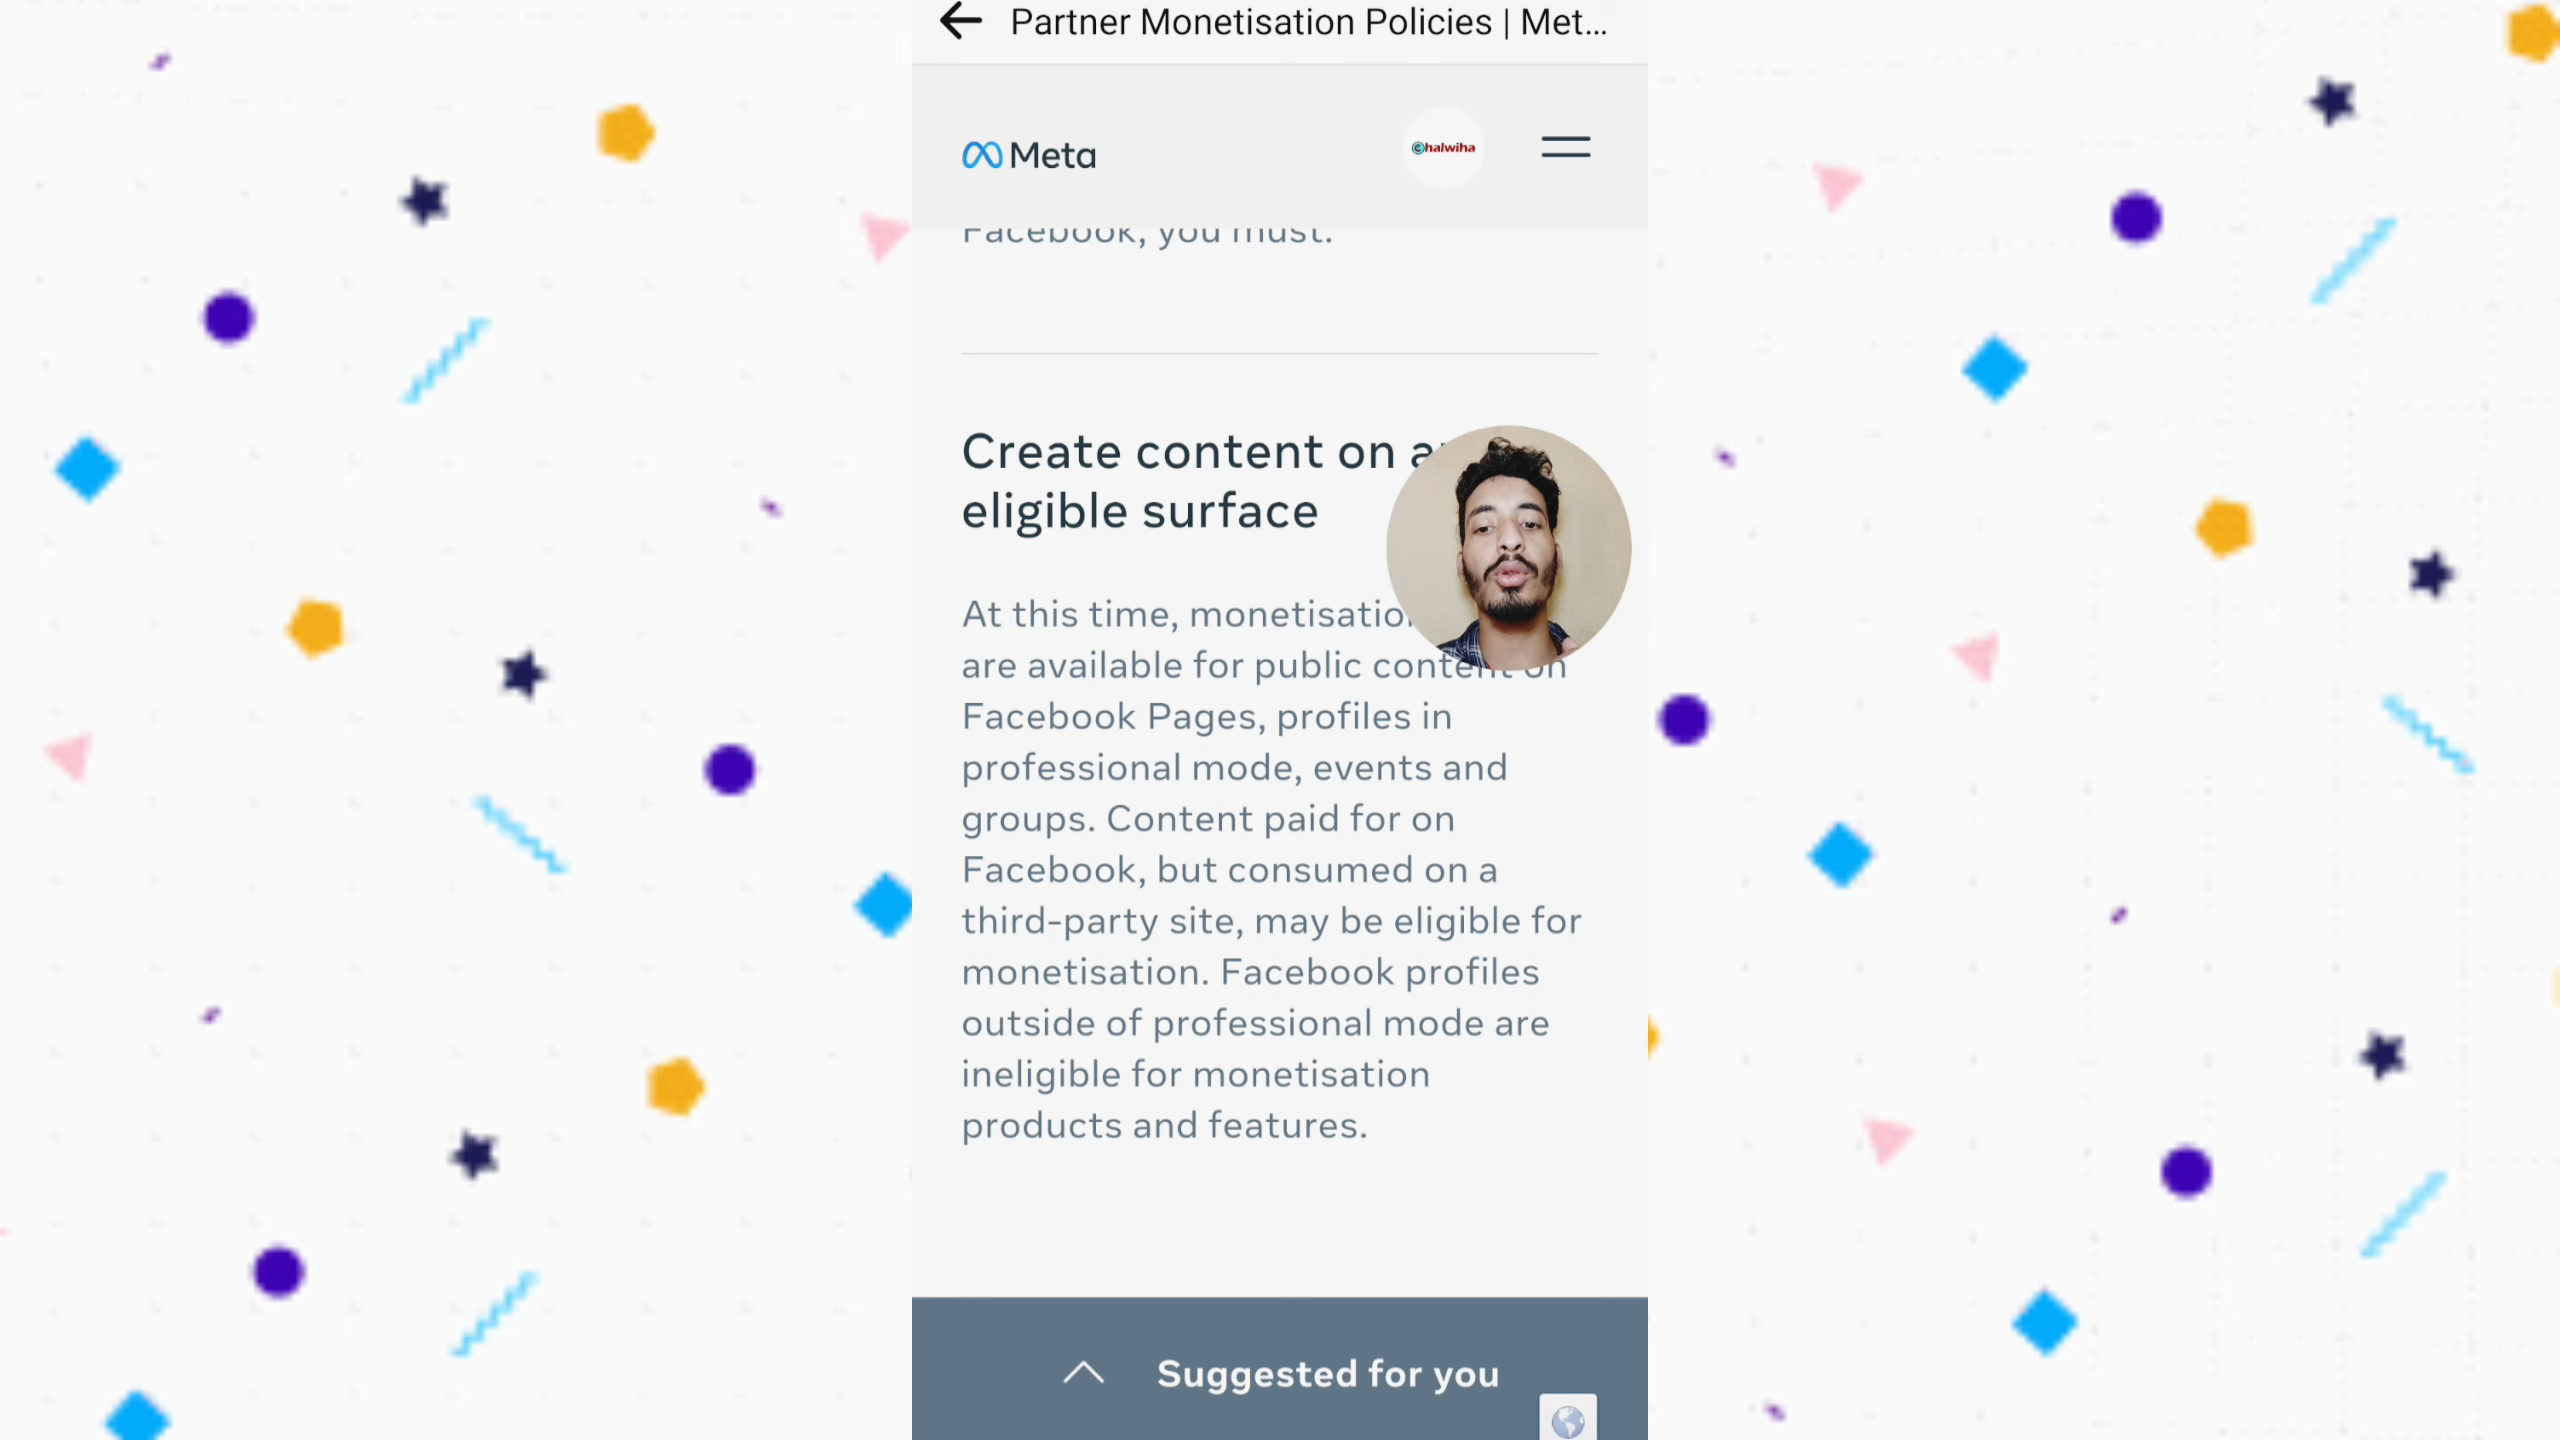 Partner Monetisation Policies | Met...
Meta
Chalwiha
Facebook, you must:
Create content on
eligible surface
At this time,
are available for public content on
Facebook Pages, profiles in
professional mode, events and
groups. Content paid for on
Facebook, but consumed on a
third-party site, may be eligible for
monetisation. Facebook profiles
outside of professional mode are
ineligible for monetisation
products and features.
Suggested for you